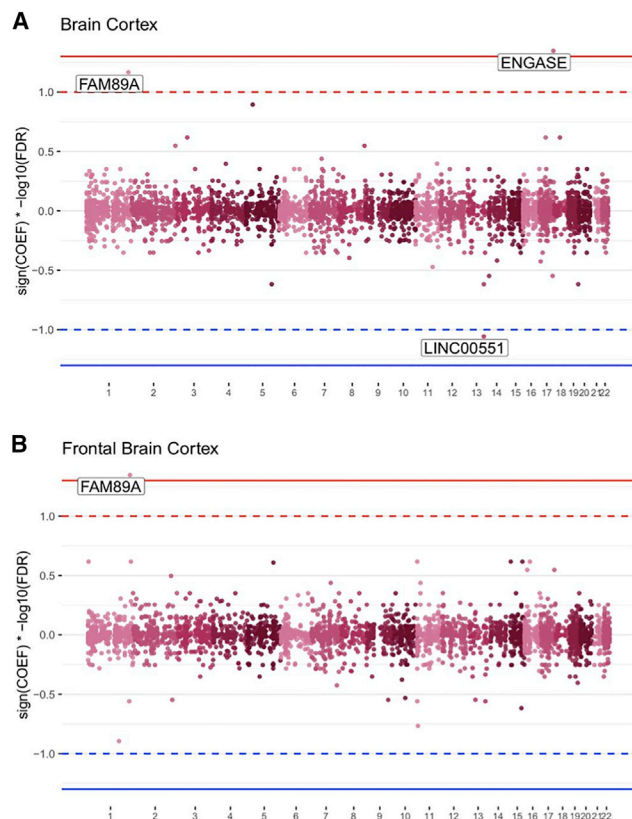 A
Brain Cortex
ENGASE
FAM89A
1.0
0.5
0.0
−0.5
−1.0
sign(COEF) * −log10(FDR)
LINC00551
1 2 3 4 5 6 7 8 9 10 11 12 13 14 15 16 17 18 19 20 21 22
B
Frontal Brain Cortex
FAM89A
1.0
0.5
0.0
−0.5
−1.0
sign(COEF) * −log10(FDR)
1 2 3 4 5 6 7 8 9 10 11 12 13 14 15 16 17 18 19 20 21 22